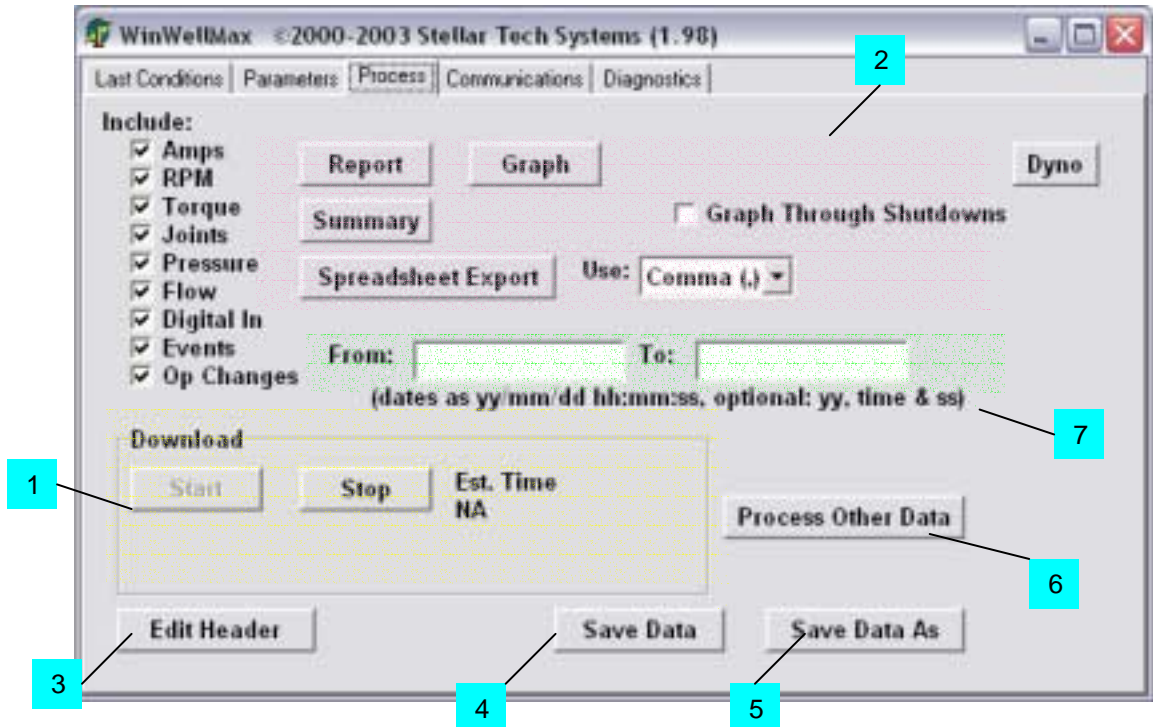 WinWellMax ©2000-2003 Stellar Tech Systems (1.98)
Last Conditions Parameters Process Communications Diagnostics
2
Include:
Amps
RPM
Torque
Joints
Pressure
Flow
Digital In
Events
Op Changes
Report Graph Dyno
Summary Graph Through Shutdowns
Spreadsheet Export Use: Comma (,)
From: To:
(dates as yy/mm/dd hh:mm:ss, optional: yy, time & ss)
7
Download
1
Start Stop Est. Time
NA
Process Other Data
6
Edit Header Save Data Save Data As
3 4 5